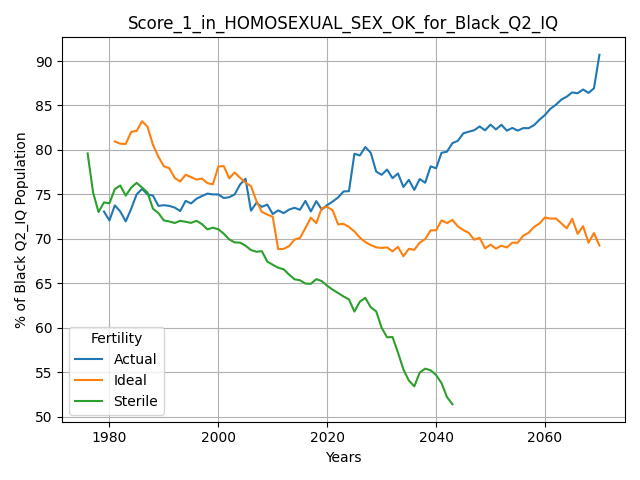 Score_1_in_HOMOSEXUAL_SEX_OK_for_Black_Q2_IQ
% of Black Q2_IQ Population
90
85
80
75
70
65
60
55
50
Fertility
Actual
Ideal
Sterile
1980 2000 2020 2040 2060
Years